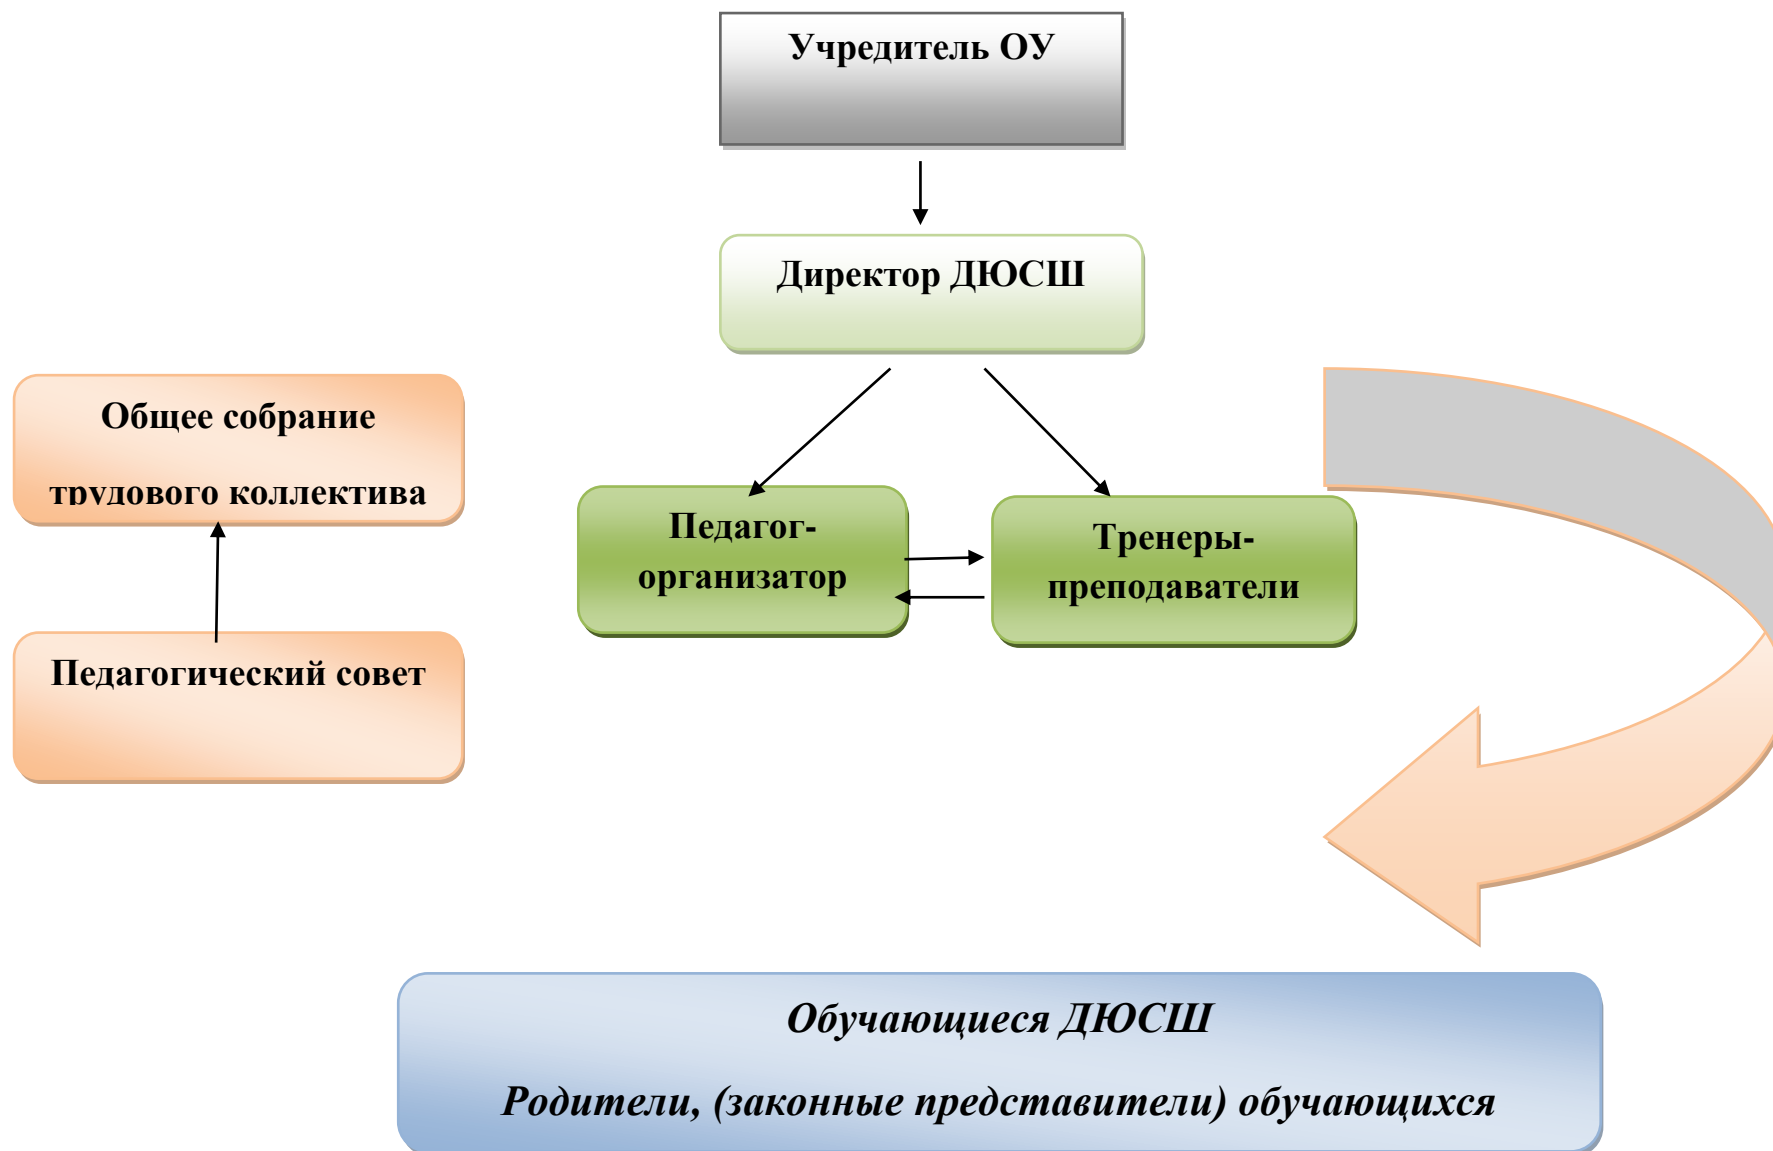 Учредитель ОУ
Директор ДЮСШ
Общее собрание
трудового коллектива
Педагог-
организатор
Тренеры-
преподаватели
Педагогический совет
Обучающиеся ДЮСШ
Родители, (законные представители) обучающихся